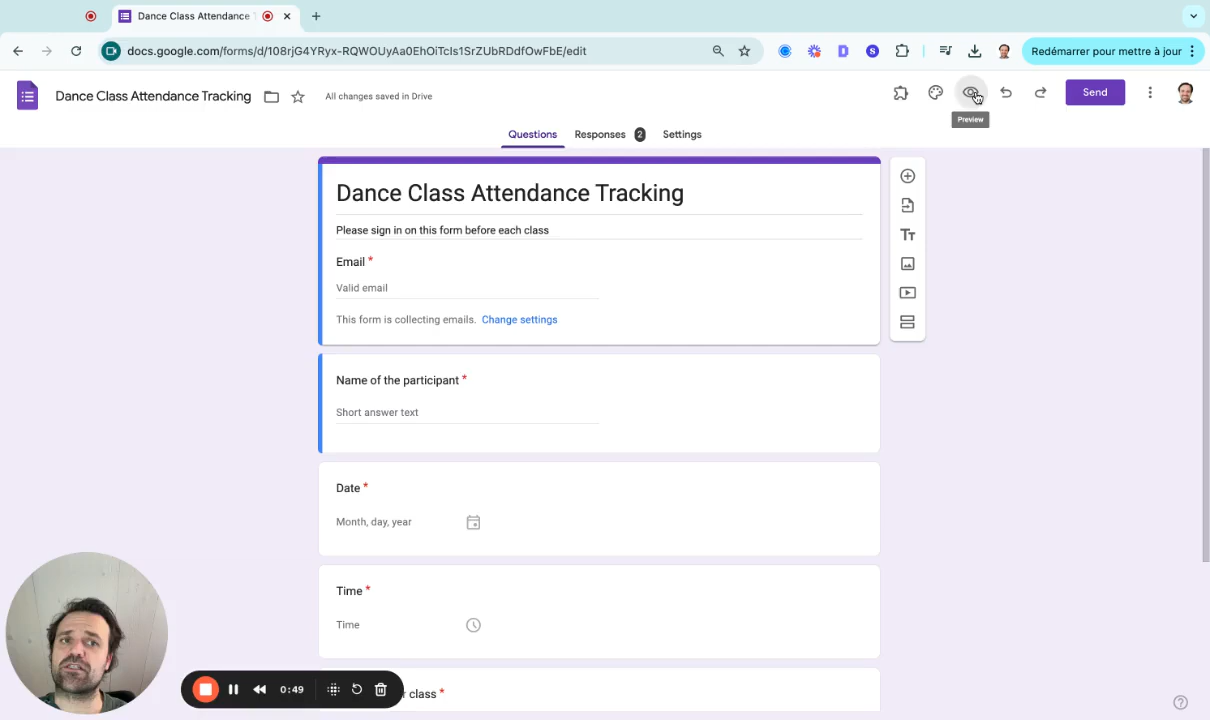 Dance Class Attendance T
docs.google.com/forms/d/108rjG4YRyx-RQWOUyAa0EhOiTcIs1SrZUbRDdfOwFbE/edit
Redémarrer pour mettre à jour
Dance Class Attendance Tracking
All changes saved in Drive
Send
Preview
Questions
Responses 2
Settings
Dance Class Attendance Tracking
Please sign in on this form before each class
Email *
Valid email
This form is collecting emails. Change settings
Name of the participant *
Short answer text
Date *
Month, day, year
Time *
Time
r class *
0:49